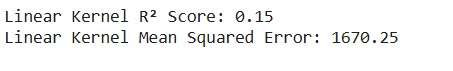 Linear Kernel R² Score: 0.15
Linear Kernel Mean Squared Error: 1670.25